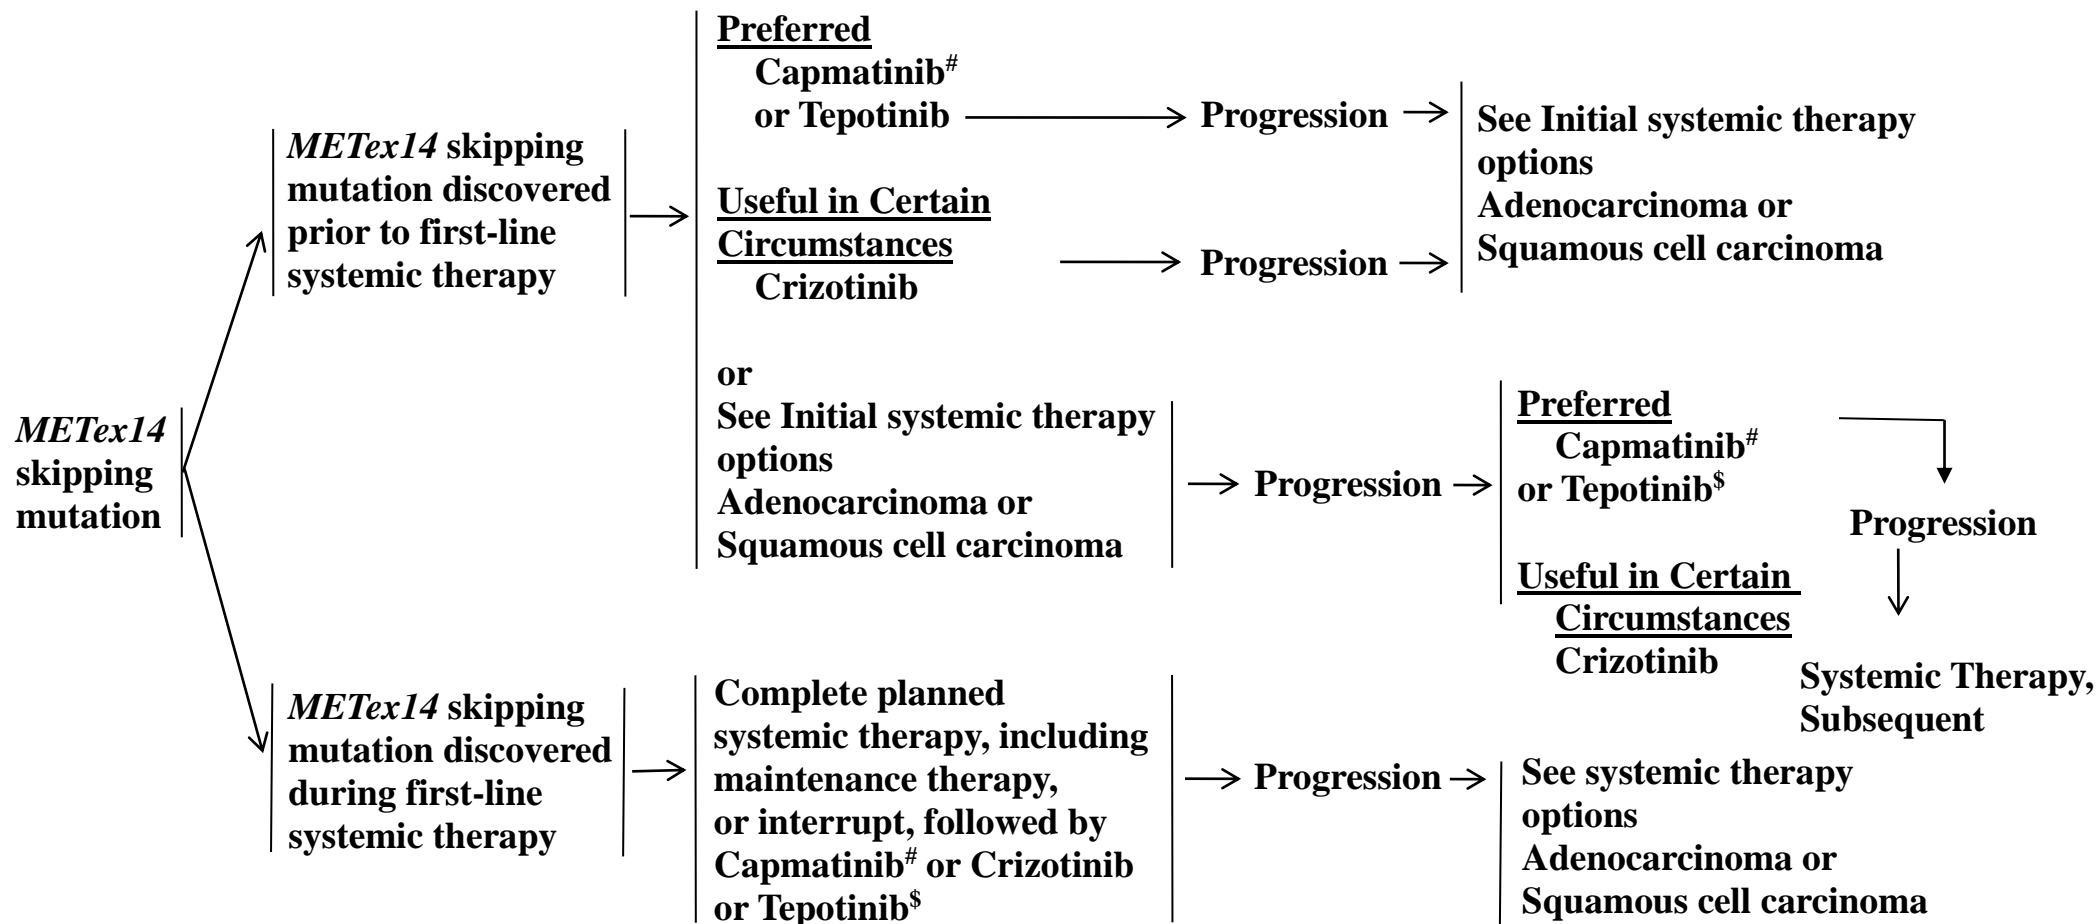 METex14
skipping
mutation
METex14 skipping
mutation discovered
prior to first-line
systemic therapy
Preferred
Capmatinib#
or Tepotinib
Progression
Useful in Certain
Circumstances
Crizotinib
Progression
See Initial systemic therapy
options
Adenocarcinoma or
Squamous cell carcinoma
or
See Initial systemic therapy
options
Adenocarcinoma or
Squamous cell carcinoma
Progression
Preferred
Capmatinib#
or Tepotinib$
Useful in Certain
Circumstances
Crizotinib
Progression
Systemic Therapy,
Subsequent
METex14 skipping
mutation discovered
during first-line
systemic therapy
Complete planned
systemic therapy, including
maintenance therapy,
or interrupt, followed by
Capmatinib# or Crizotinib
or Tepotinib$
Progression
See systemic therapy
options
Adenocarcinoma or
Squamous cell carcinoma